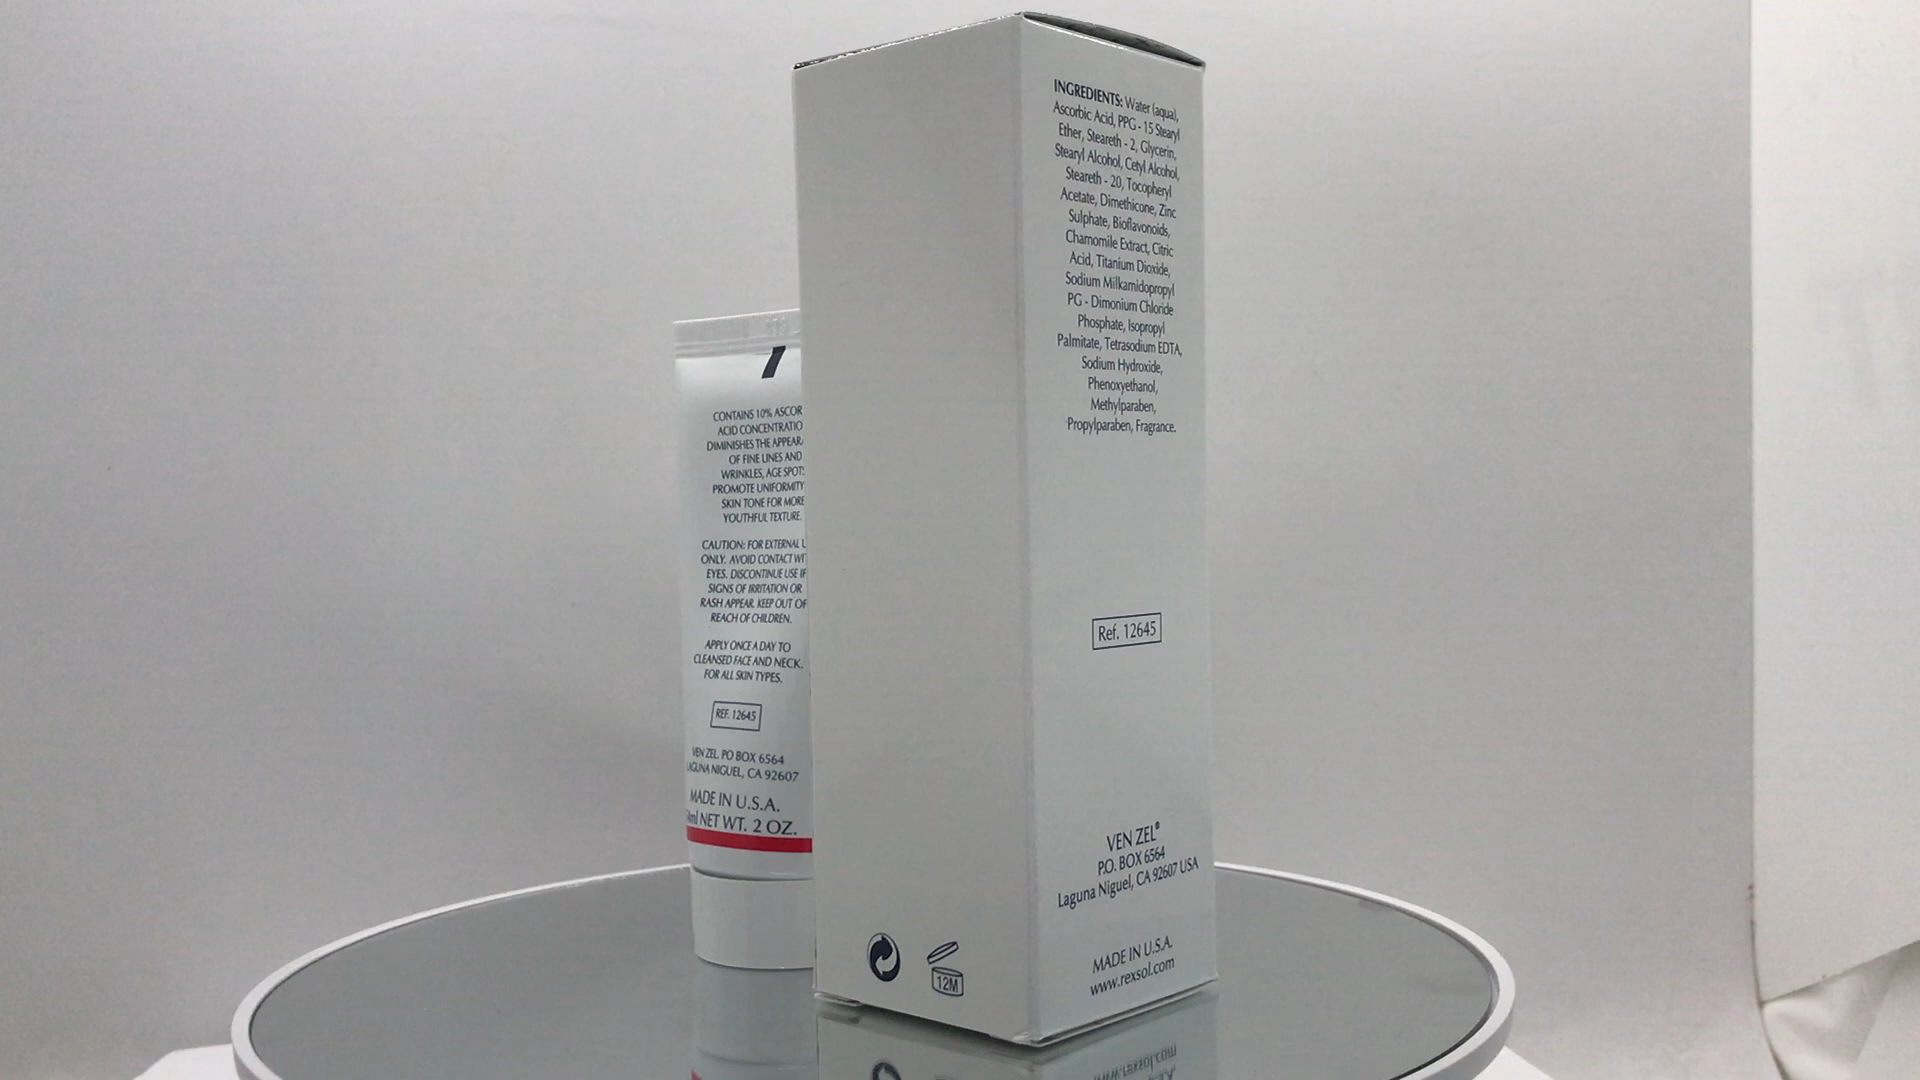 CONTAINS 10% ASCOR
ACID CONCENTRATIO
DIMINISHES THE APPEAR
OF FINE LINES AND
WRINKLES, AGE SPOTS
PROMOTE UNIFORMITY
SKIN TONE FOR MORE
YOUTHFUL TEXTURE.
CAUTION: FOR EXTERNAL U
ONLY. AVOID CONTACT WI
EYES. DISCONTINUE USE IF
SIGNS OF IRRITATION OR
RASH APPEAR. KEEP OUT OF
REACH OF CHILDREN.
APPLY ONCE A DAY TO
CLEANSED FACE AND NECK.
FOR ALL SKIN TYPES.
REF. 12645
VEN ZEL. PO BOX 6564
LAGUNA NIGUEL, CA 92607
MADE IN U.S.A.
ml NET WT. 2 OZ.
INGREDIENTS: Water (aqua),
Ascorbic Acid, PPG - 15 Stearyl
Ether, Steareth - 2, Glycerin,
Stearyl Alcohol, Cetyl Alcohol,
Steareth - 20, Tocopheryl
Acetate, Dimethicone, Zinc
Sulphate, Bioflavonoids,
Chamomile Extract, Citric
Acid, Titanium Dioxide,
Sodium Milkamidopropyl
PG - Dimonium Chloride
Phosphate, Isopropyl
Palmitate, Tetrasodium EDTA,
Sodium Hydroxide,
Phenoxyethanol,
Methylparaben,
Propylparaben, Fragrance.
Ref. 12645
VEN ZEL®
P.O. BOX 6564
Laguna Niguel, CA 92607 USA
MADE IN U.S.A.
www.rexsol.com
12M